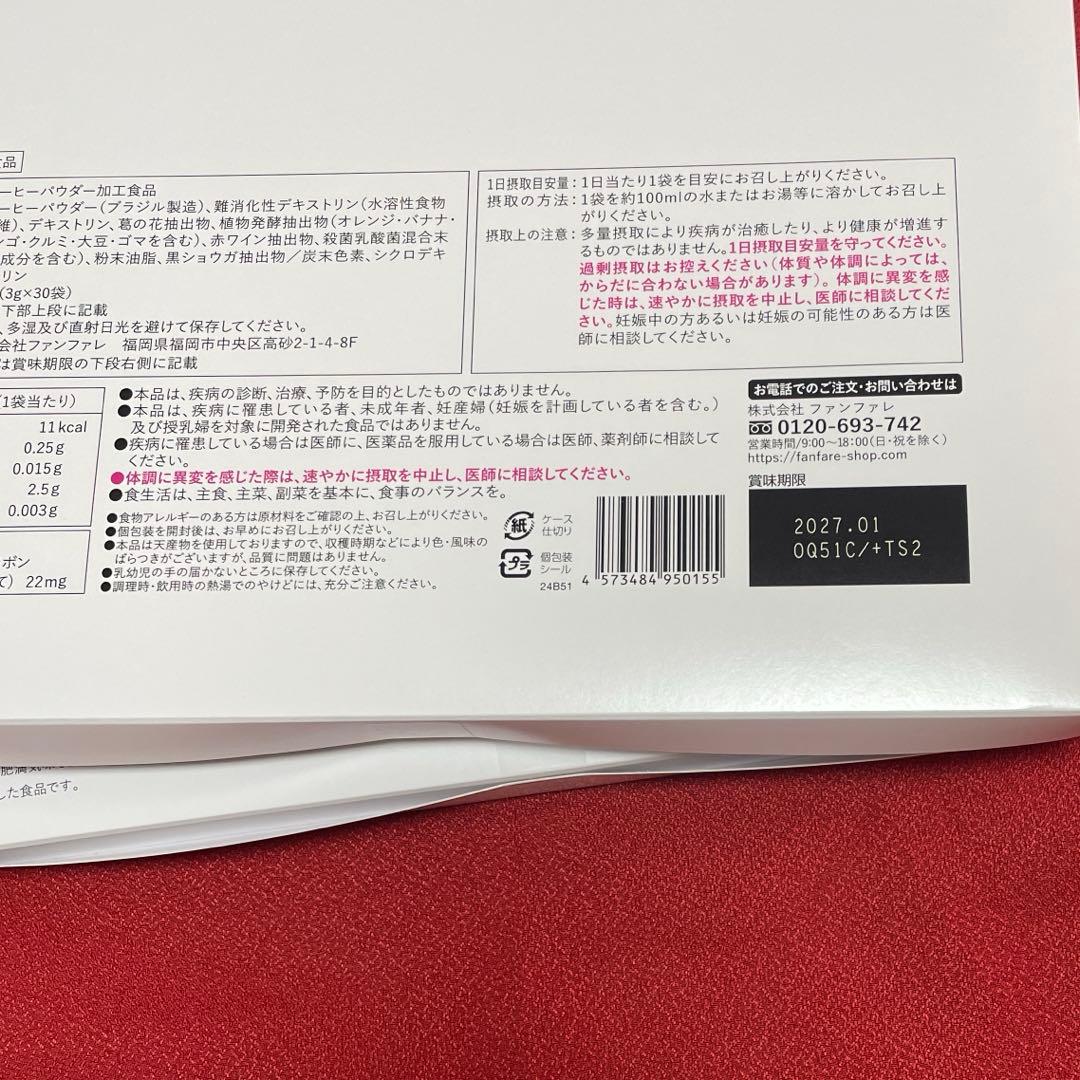 食品
ーヒーパウダー加工食品
ーヒーパウダー(ブラジル製造)、難消化性デキストリン(水溶性食物
維)、デキストリン、葛の花抽出物、植物発酵抽出物(オレンジ・バナナ・
ンゴ・クルミ・大豆・ゴマを含む)、赤ワイン抽出物、殺菌乳酸菌混合末
成分を含む)、粉末油脂、黒ショウガ抽出物／炭末色素、シクロデキ
リン
(3g×30袋)
下部上段に記載
、多湿及び直射日光を避けて保存してください。
会社ファンファレ 福岡県福岡市中央区高砂2-1-4-8F
は賞味期限の下段右側に記載
1日摂取目安量：1日当たり1袋を目安にお召し上がりください。
摂取の方法：1袋を約100mlの水またはお湯等に溶かしてお召し上
がりください。
摂取上の注意：多量摂取により疾病が治癒したり、より健康が増進す
るものではありません。1日摂取目安量を守ってください。
過剰摂取はお控えください(体質や体調によっては、
からだに合わない場合があります)。体調に異変を感
じた時は、速やかに摂取を中止し、医師に相談してくだ
さい。妊娠中の方あるいは妊娠の可能性のある方は医
師に相談してください。
1袋当たり)
11kcal
0.25g
0.015g
2.5g
0.003g
ボン
て) 22mg
●本品は、疾病の診断、治療、予防を目的としたものではありません。
●本品は、疾病に罹患している者、未成年者、妊産婦(妊娠を計画している者を含む。)
及び授乳婦を対象に開発された食品ではありません。
●疾病に罹患している場合は医師に、医薬品を服用している場合は医師、薬剤師に相談して
ください。
●体調に異変を感じた際は、速やかに摂取を中止し、医師に相談してください。
●食生活は、主食、主菜、副菜を基本に、食事のバランスを。
●食物アレルギーのある方は原材料をご確認の上、お召し上がりください。
●個包装を開封後は、お早めにお召し上がりください。
●本品は天産物を使用しておりますので、収穫時期などにより色・風味の
ばらつきがございますが、品質に問題はありません。
●乳幼児の手の届かないところに保存してください。
●調理時・飲用時の熱湯でのやけどには、充分ご注意ください。
紙
ケース
仕切り
プラ
個包装
シール
24B51
4 573484 950155
お電話でのご注文・お問い合わせは
株式会社 ファンファレ
0120-693-742
営業時間/9:00〜18:00(日・祝を除く)
https://fanfare-shop.com
賞味期限
2027.01
0Q51C/+TS2
した食品です。